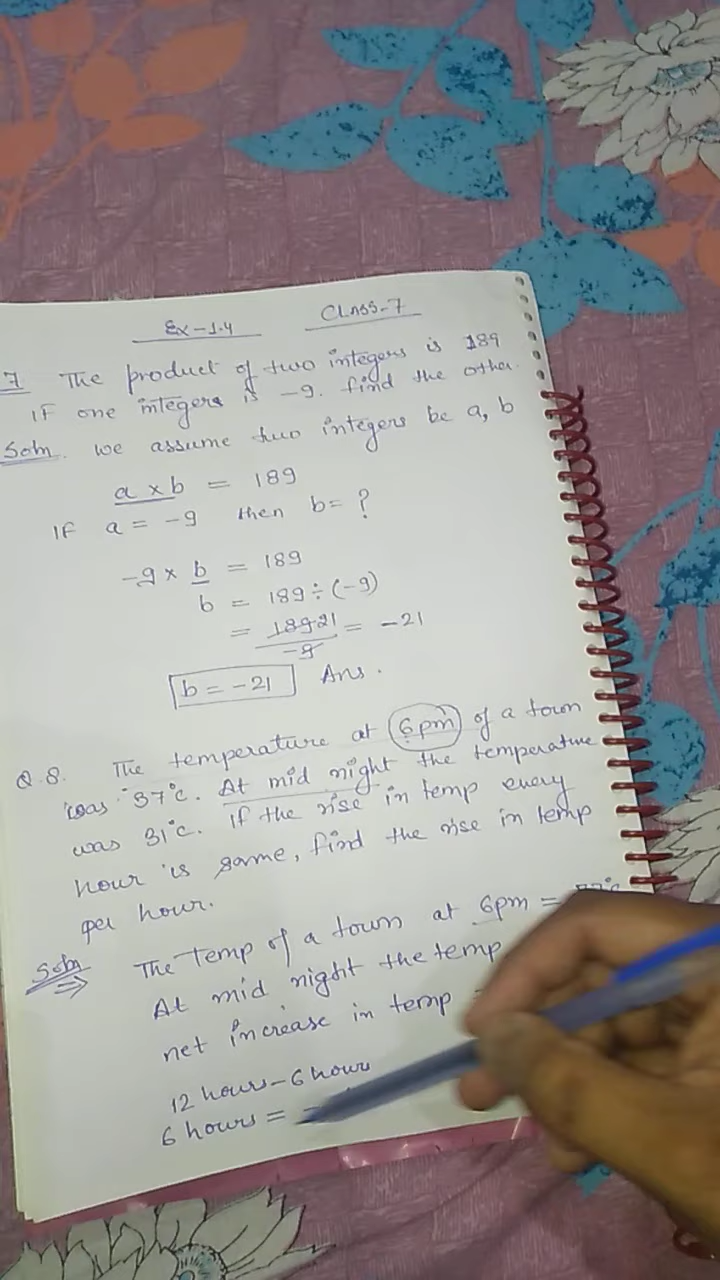 Ex-1.4 Class-7
7 The product of two integers is 189
If one integers is -9. find the other.
Soln. we assume two integers be a, b
a × b = 189
If a = -9 then b = ?
-9 × b = 189
b = 189 ÷ (-9)
= 189 21 / -9 = -21
b = -21 Ans.
Q.8. The temperature at 6pm of a town
was 37°c. At mid night the temperature
was 31°c. if the rise in temp every
hour is same, find the rise in temp
per hour.
Soln ⇒ The Temp of a town at 6pm =
At mid night the temp
net increase in temp
12 hours - 6 hour
6 hours = -